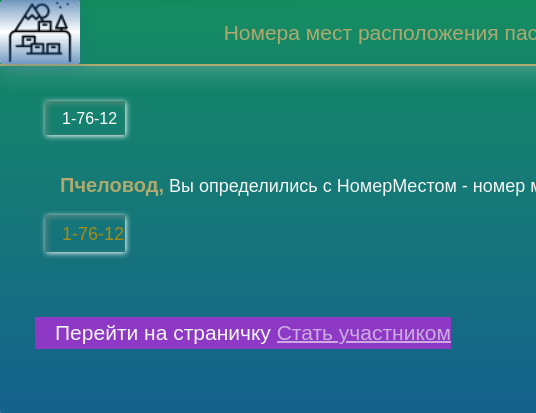 Номера мест расположения пас
1-76-12
Пчеловод, Вы определились с НомерМестом - номер м
1-76-12
Перейти на страничку Стать участником